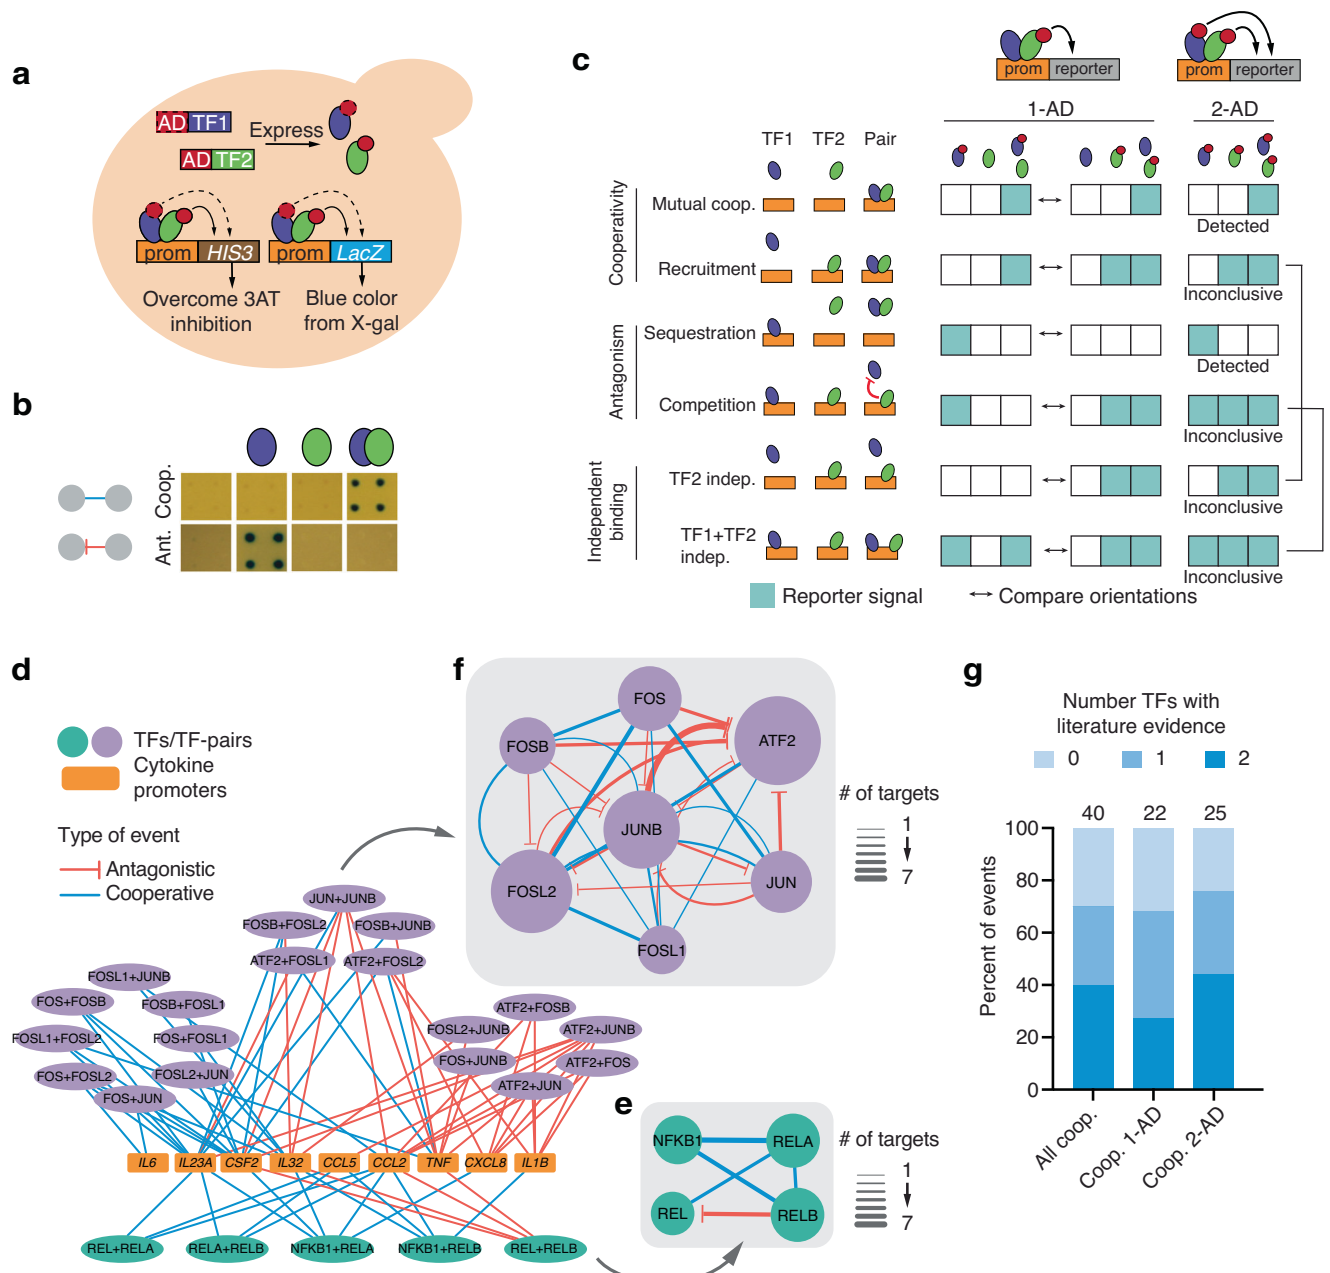 a
AD TF1
AD TF2
Express
prom HIS3
prom LacZ
Overcome 3AT
inhibition
Blue color
from X-gal
b
Coop.
Ant.
c
prom reporter
prom reporter
1-AD
2-AD
TF1 TF2 Pair
Cooperativity
Mutual coop.
Detected
Recruitment
Inconclusive
Antagonism
Sequestration
Detected
Competition
Inconclusive
Independent
binding
TF2 indep.
Inconclusive
TF1+TF2
indep.
Inconclusive
Reporter signal
Compare orientations
d
TFs/TF-pairs
Cytokine
promoters
Type of event
Antagonistic
Cooperative
JUN+JUNB
FOSB+FOSL2
FOSB+JUNB
ATF2+FOSL1
ATF2+FOSL2
FOSL1+JUNB
FOS+FOSB
FOSB+FOSL1
FOSL1+FOSL2
FOS+FOSL1
FOS+FOSL2
FOSL2+JUN
FOS+JUN
ATF2+FOSB
FOSL2+JUNB
ATF2+JUNB
FOS+JUNB
ATF2+FOS
ATF2+JUN
IL6
IL23A
CSF2
IL32
CCL5
CCL2
TNF
CXCL8
IL1B
REL+RELA
RELA+RELB
NFKB1+RELA
NFKB1+RELB
REL+RELB
e
NFKB1
RELA
REL
RELB
# of targets
1
7
f
FOS
FOSB
ATF2
JUNB
FOSL2
JUN
FOSL1
# of targets
1
7
g
Number TFs with
literature evidence
0 1 2
40 22 25
Percent of events
100
80
60
40
20
0
All coop.
Coop. 1-AD
Coop. 2-AD